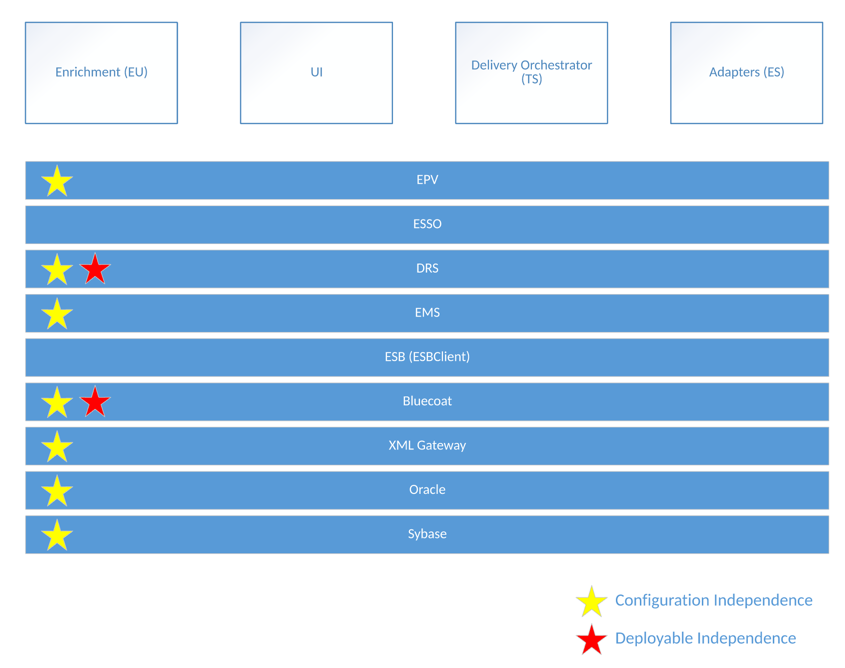 Enrichment (EU)
UI
Delivery Orchestrator
(TS)
Adapters (ES)
EPV
ESSO
DRS
EMS
ESB (ESBClient)
Bluecoat
XML Gateway
Oracle
Sybase
Configuration Independence
Deployable Independence